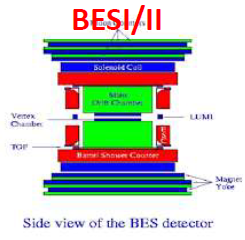 BESI/II
Solenoid Coil
Main
Drift Chamber
Vertex
Chamber
LUMI
TOF
Barrel Shower Counter
Magnet
Yoke
Side view of the BES detector